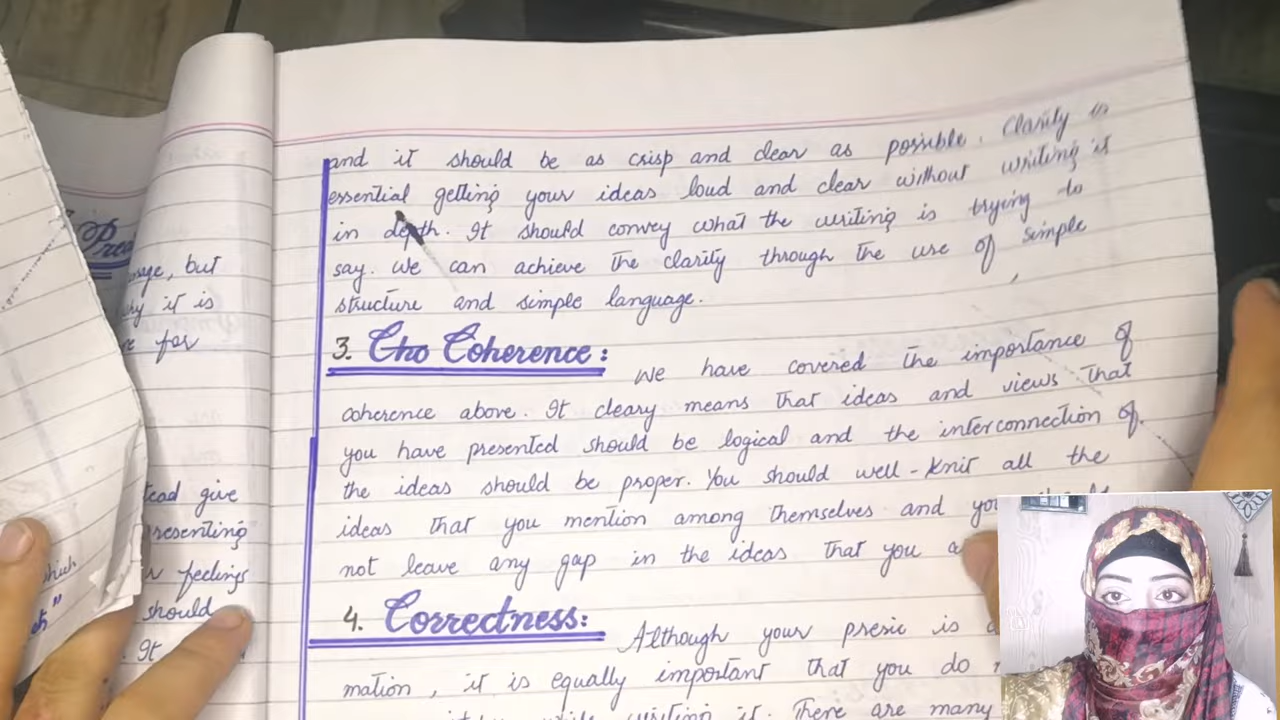 and it should be as crisp and clear as possible. Clarity is
essential getting your ideas loud and clear without writing it
in depth. It should convey what the writing is trying to
say. We can achieve the clarity through the use of simple
structure and simple language.
3. Cho Coherence:
We have covered the importance of
coherence above. It cleary means that ideas and views that
you have presented should be logical and the interconnection of
the ideas should be proper. You should well-knit all the
ideas that you mention among themselves and you
not leave any gap in the ideas that you
4. Correctness:
Although your presic is
mation, it is equally important that you do
while writing it. There are many
but
it is
for
give
feelings
should
It